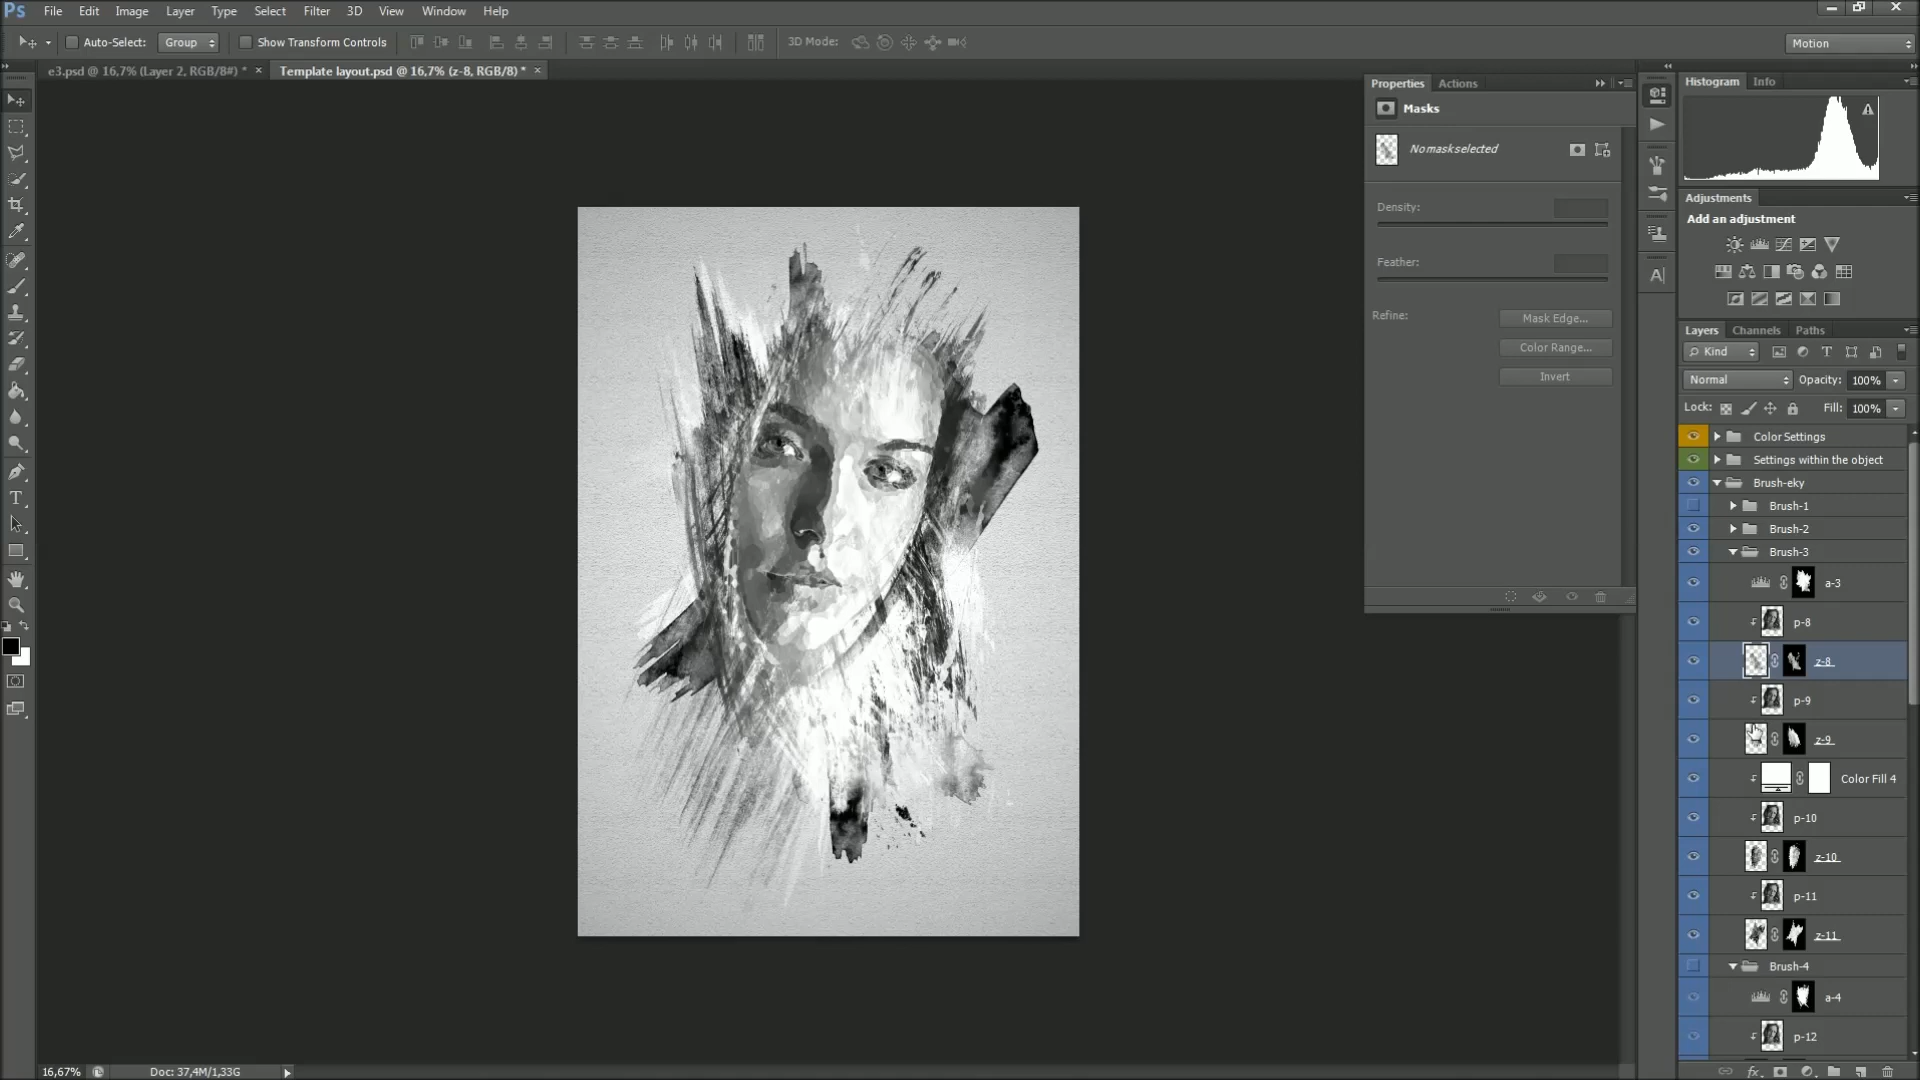 Ps File Edit Image Layer Type Select Filter 3D View Window Help
Auto-Select: Group Show Transform Controls 3D Mode: Motion
e3.psd @ 16,7% (Layer 2, RGB/8#) * × Template layout.psd @ 16,7% (z-8, RGB/8) * ×
Properties Actions
Masks
No mask selected
Density:
Feather:
Refine: Mask Edge...
Color Range...
Invert
Histogram Info
Adjustments
Add an adjustment
Layers Channels Paths
Kind
Normal Opacity: 100%
Lock: Fill: 100%
Color Settings
Settings within the object
Brush-eky
Brush-1
Brush-2
Brush-3
a-3
p-8
z-8
p-9
z-9
Color Fill 4
p-10
z-10
p-11
z-11
Brush-4
a-4
p-12
16,67% Doc: 37,4M/1,33G